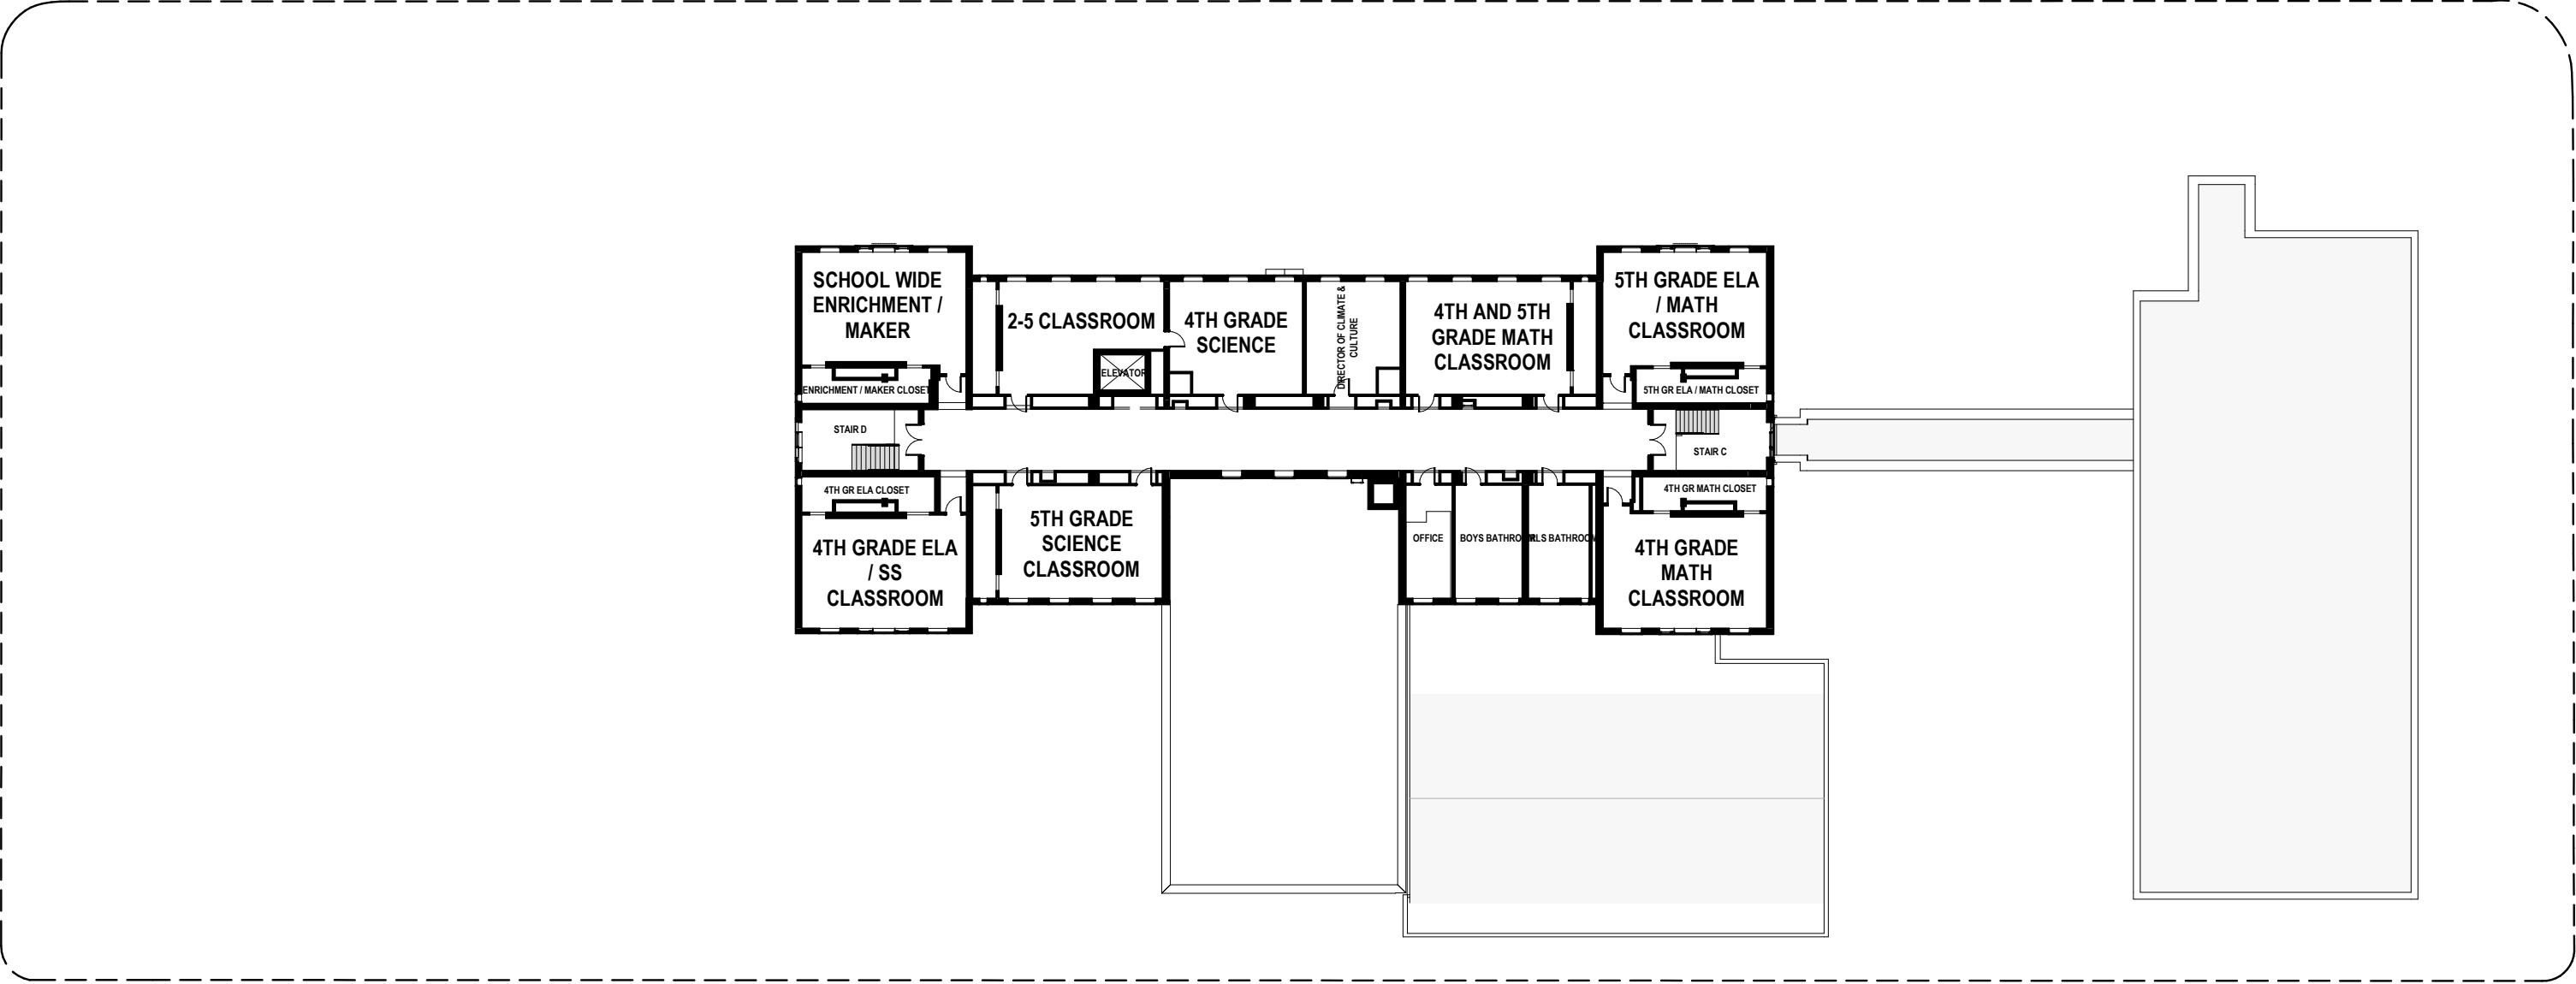 SCHOOL WIDE
ENRICHMENT /
MAKER
ENRICHMENT / MAKER CLOSET
2-5 CLASSROOM
ELEVATOR
4TH GRADE
SCIENCE
DIRECTOR OF CLIMATE &
CULTURE
4TH AND 5TH
GRADE MATH
CLASSROOM
5TH GRADE ELA
/ MATH
CLASSROOM
5TH GR ELA / MATH CLOSET
STAIR D
STAIR C
4TH GR ELA CLOSET
4TH GRADE ELA
/ SS
CLASSROOM
5TH GRADE
SCIENCE
CLASSROOM
OFFICE
BOYS BATHROOM
BATHROOM
4TH GR MATH CLOSET
4TH GRADE
MATH
CLASSROOM